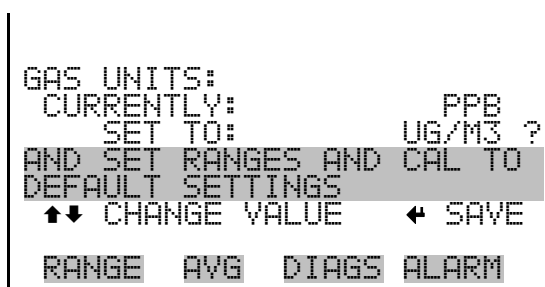 GAS UNITS:
CURRENTLY: PPB
SET TO: UG/M3 ?
AND SET RANGES AND CAL TO
DEFAULT SETTINGS
⬆⬇ CHANGE VALUE ↵ SAVE
RANGE AVG DIAGS ALARM